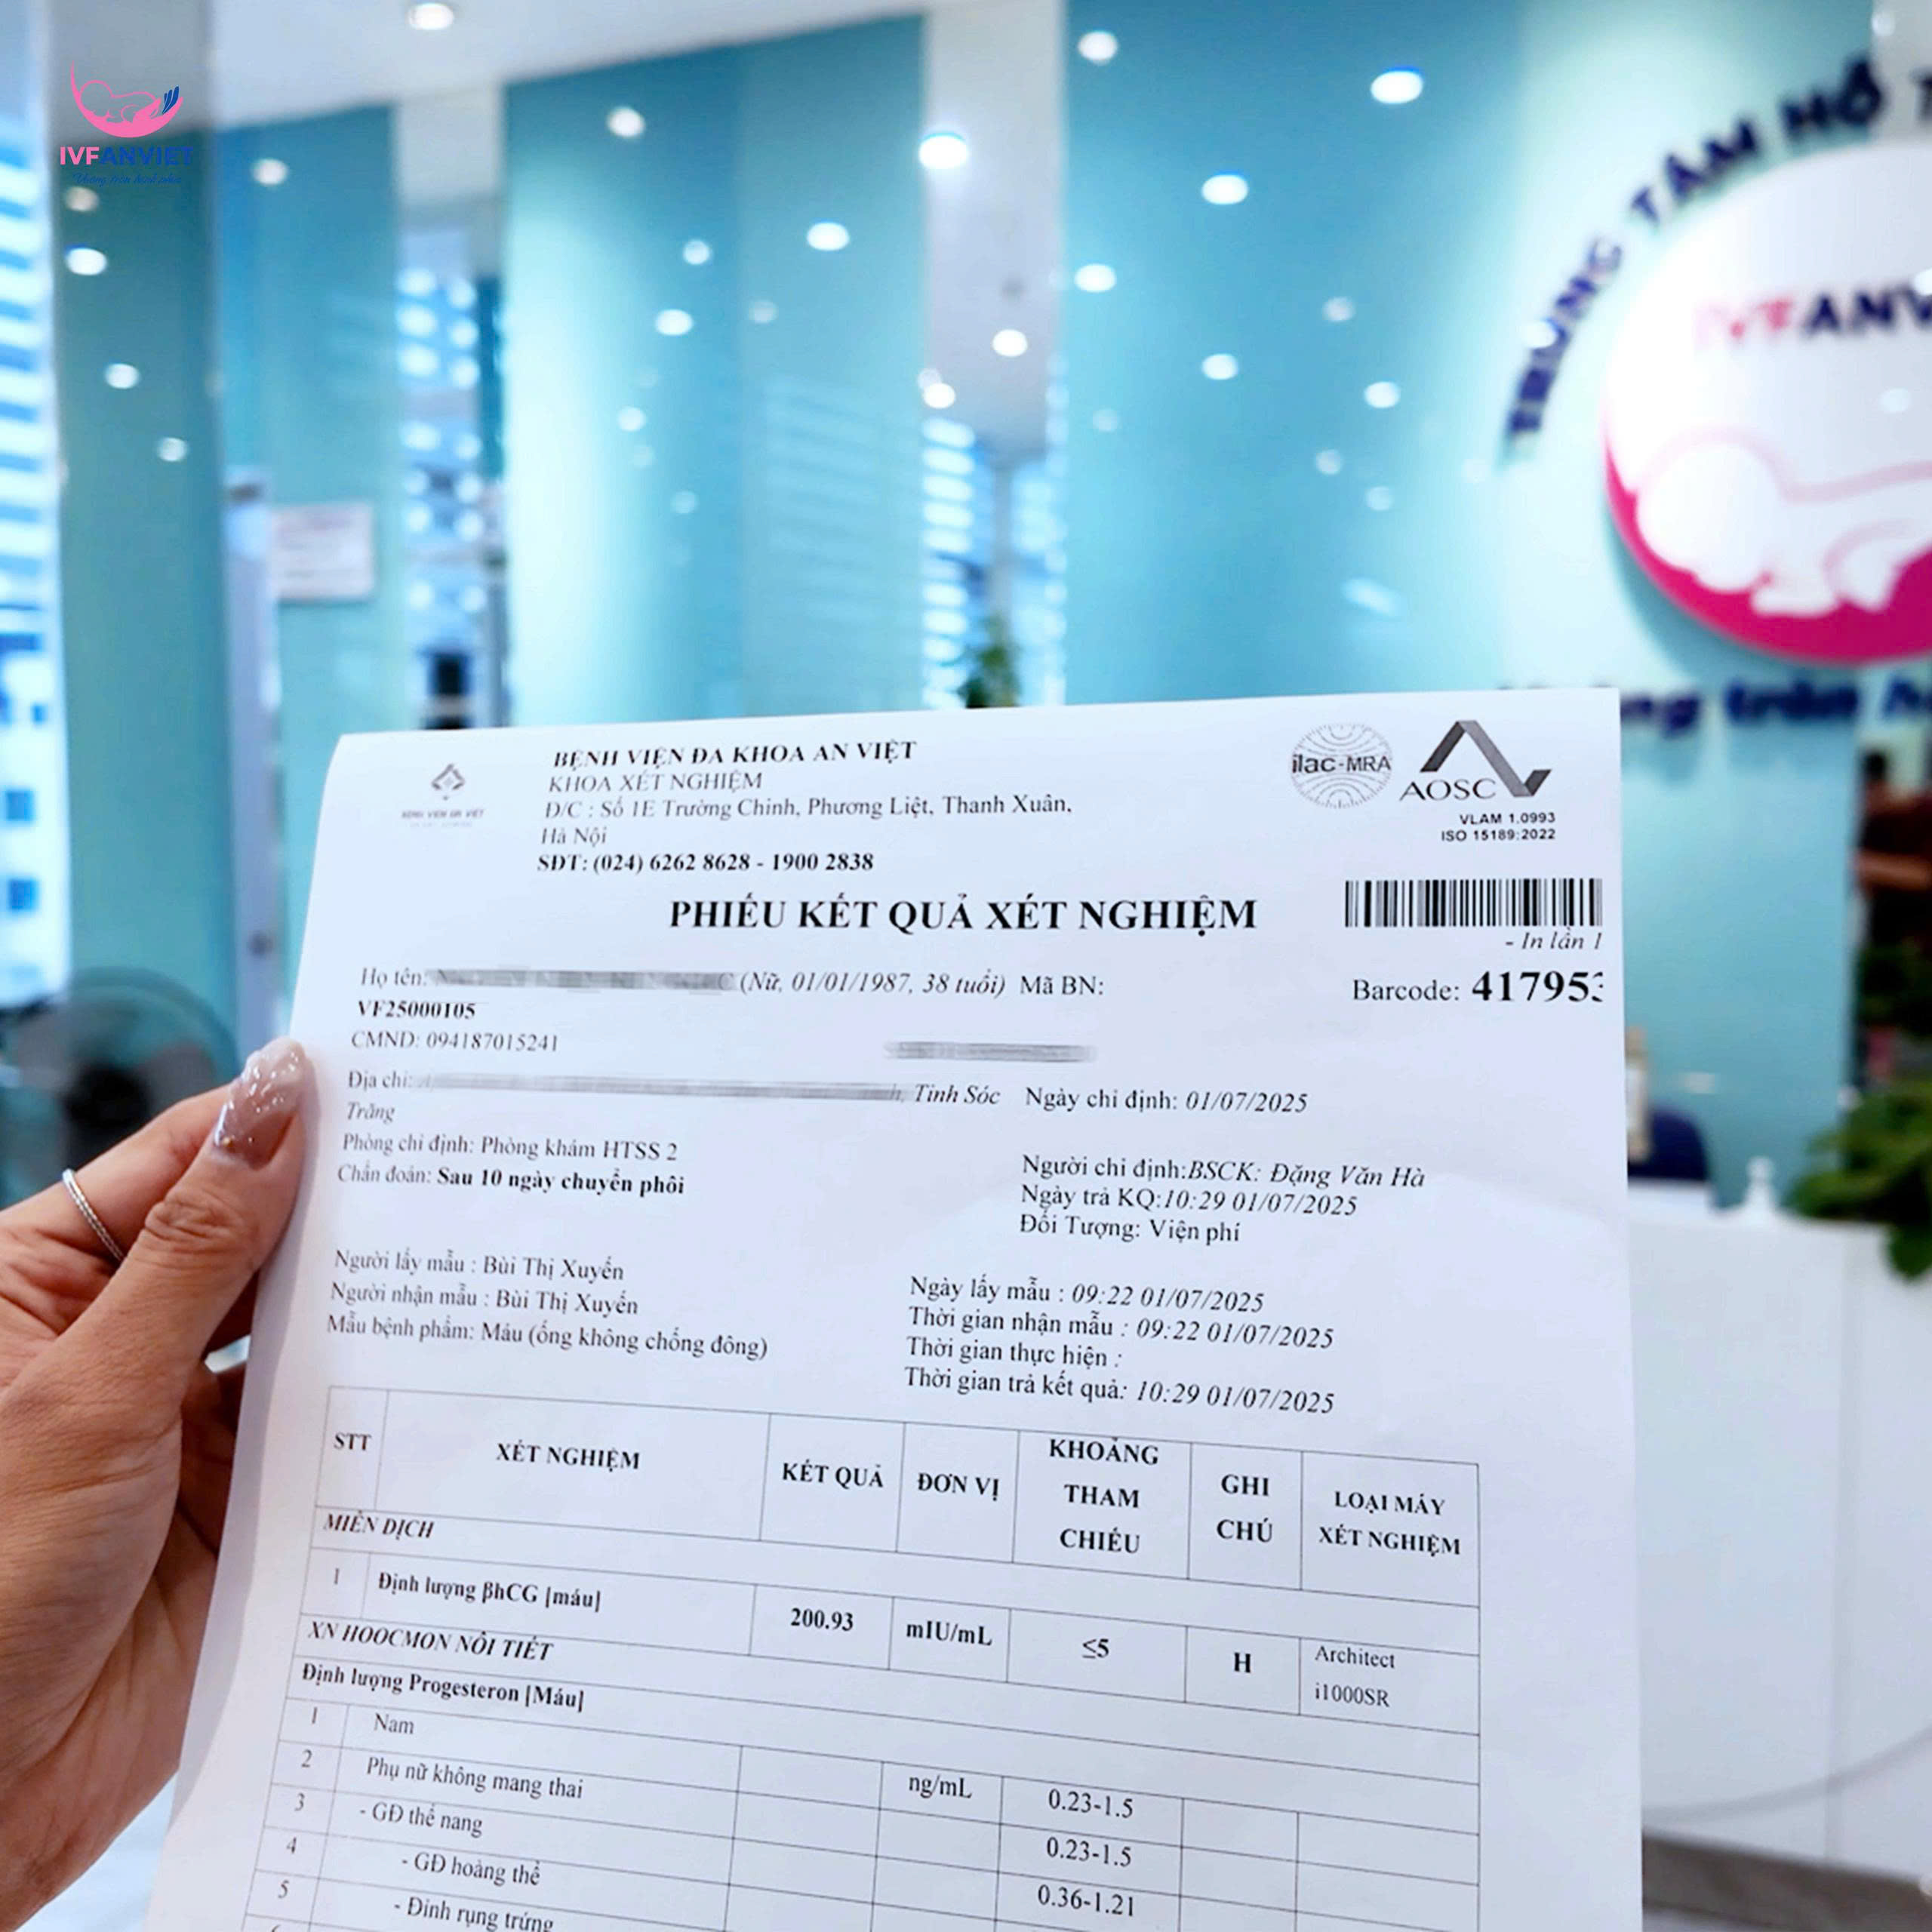 IVFANVIET
TRUNG TÂM HỖ
IVFANV
BỆNH VIỆN ĐA KHOA AN VIỆT
KHOA XÉT NGHIỆM
Đ/C : Số 1E Trường Chinh, Phương Liệt, Thanh Xuân,
Hà Nội
SĐT: (024) 6262 8628 - 1900 2838
ilac-MRA
AOSC
VLAM 1.0993
ISO 15189:2022
BỆNH VIỆN AN VIỆT
PHIẾU KẾT QUẢ XÉT NGHIỆM
- In lần 1
Họ tên: (Nữ, 01/01/1987, 38 tuổi) Mã BN:
Barcode: 41795
VF25000105
CMND: 094187015241
Địa chỉ: Tỉnh Sóc
Trăng
Ngày chỉ định: 01/07/2025
Phòng chỉ định: Phòng khám HTSS 2
Chẩn đoán: Sau 10 ngày chuyển phôi
Người chỉ định:BSCK: Đặng Văn Hà
Ngày trả KQ:10:29 01/07/2025
Đối Tượng: Viện phí
Người lấy mẫu : Bùi Thị Xuyến
Người nhận mẫu : Bùi Thị Xuyến
Mẫu bệnh phẩm: Máu (ống không chống đông)
Ngày lấy mẫu : 09:22 01/07/2025
Thời gian nhận mẫu : 09:22 01/07/2025
Thời gian thực hiện :
Thời gian trả kết quả: 10:29 01/07/2025
STT XÉT NGHIỆM KẾT QUẢ ĐƠN VỊ KHOẢNG THAM CHIẾU GHI CHÚ LOẠI MÁY XÉT NGHIỆM
MIỄN DỊCH
1 Định lượng βhCG [máu] 200.93 mIU/mL ≤5 H Architect i1000SR
XN HOOCMON NỘI TIẾT
Định lượng Progesteron [Máu]
1 Nam ng/mL 0.23-1.5
2 Phụ nữ không mang thai
3 - GĐ thể nang 0.23-1.5
4 - GĐ hoàng thể 0.36-1.21
5 - Đỉnh rụng trứng